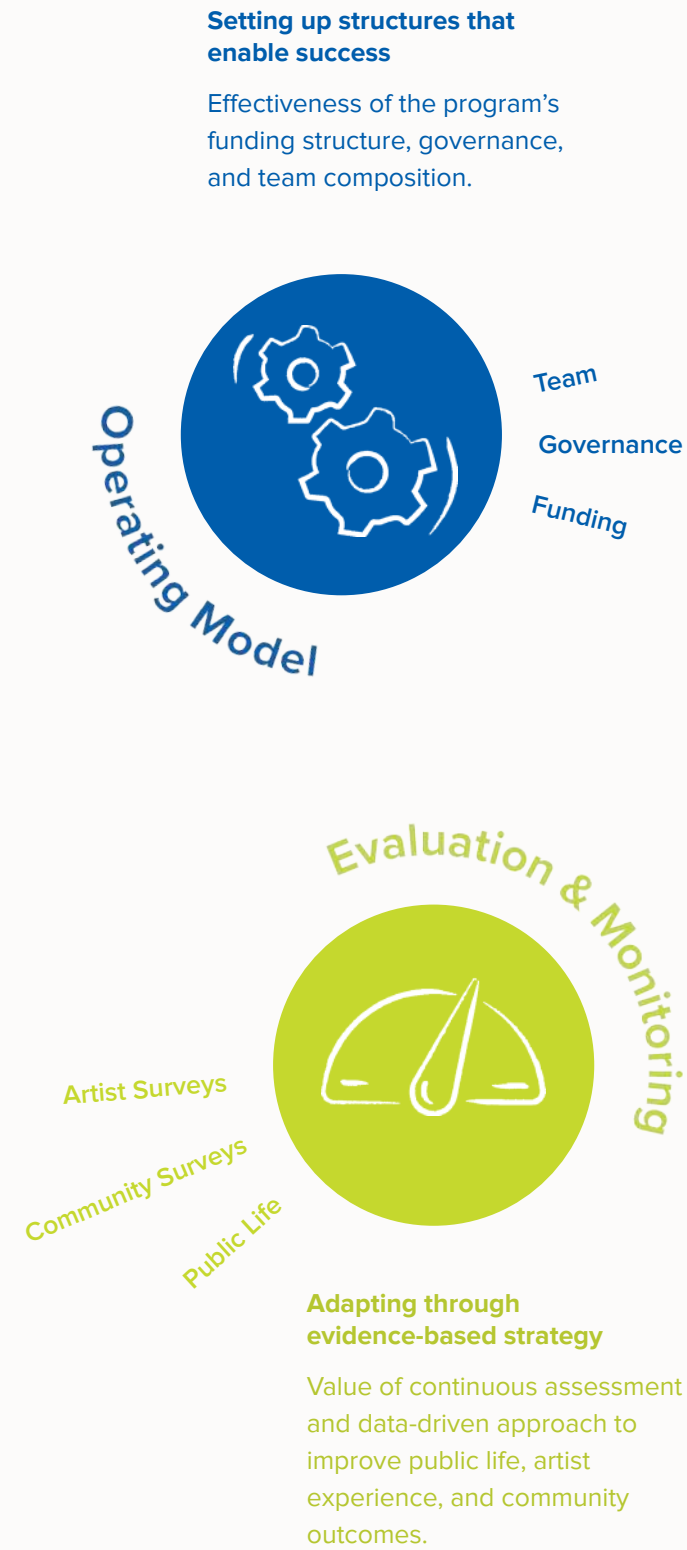 Setting up structures that
enable success
Effectiveness of the program’s
funding structure, governance,
and team composition.
Operating Model
Team
Governance
Funding
Evaluation & Monitoring
Artist Surveys
Community Surveys
Public Life
Adapting through
evidence-based strategy
Value of continuous assessment
and data-driven approach to
improve public life, artist
experience, and community
outcomes.